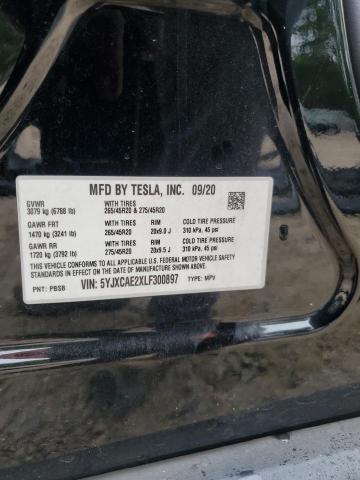 MFD BY TESLA, INC. 09/20
GVWR WITH TIRES
3079 kg (6788 lb) 265/45R20 & 275/45R20
GAWR FRT WITH TIRES RIM COLD TIRE PRESSURE
1470 kg (3241 lb) 265/45R20 20x9.0 J 310 kPa, 45 psi
GAWR RR WITH TIRES RIM COLD TIRE PRESSURE
1720 kg (3792 lb) 275/45R20 20x9.5 J 310 kPa, 45 psi
THIS VEHICLE CONFORMS TO ALL APPLICABLE U.S. FEDERAL MOTOR VEHICLE SAFETY
AND THEFT PREVENTION STANDARDS IN EFFECT ON THE DATE OF MANUFACTURE SHOWN ABOVE.
PNT: PBSB VIN: 5YJXCAE2XLF300897 TYPE: MPV